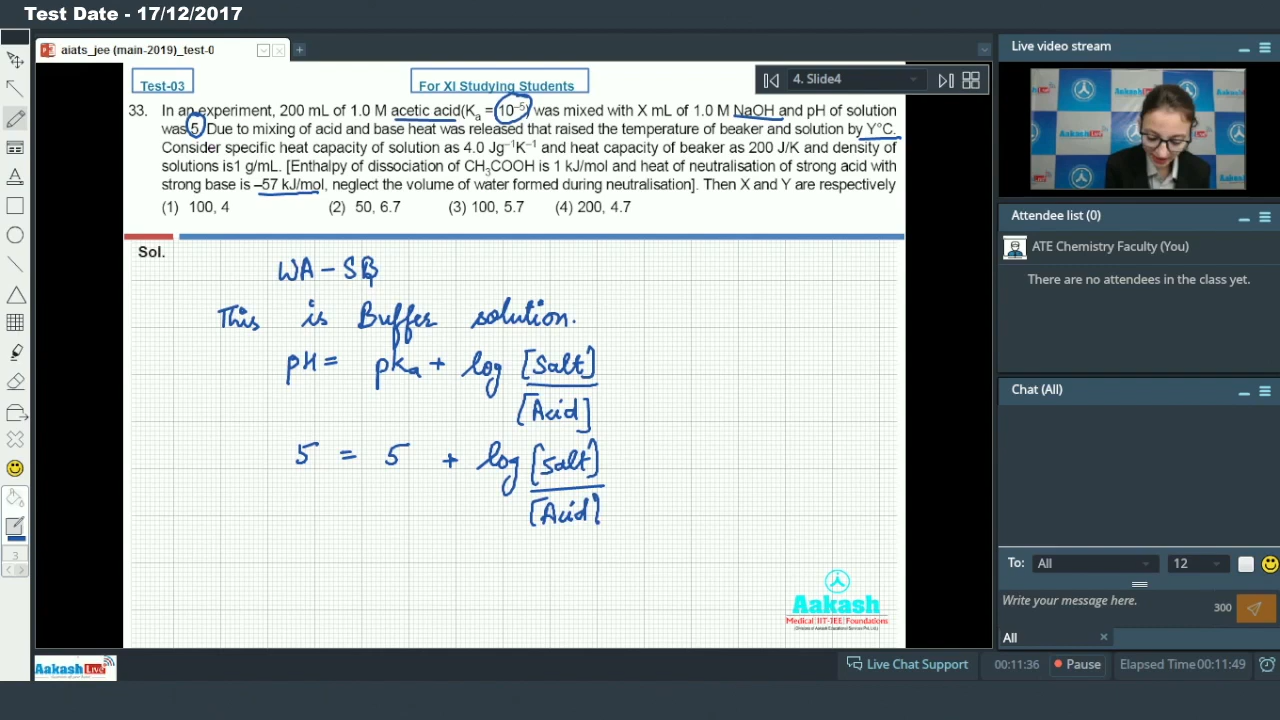 Test Date - 17/12/2017
aiats_jee (main-2019)_test-0
Live video stream
4. Slide4
Test-03
For XI Studying Students
33. In an experiment, 200 mL of 1.0 M acetic acid(Ka = 10–5) was mixed with X mL of 1.0 M NaOH and pH of solution
was 5. Due to mixing of acid and base heat was released that raised the temperature of beaker and solution by Y°C.
Consider specific heat capacity of solution as 4.0 Jg–1K–1 and heat capacity of beaker as 200 J/K and density of
solutions is1 g/mL. [Enthalpy of dissociation of CH3COOH is 1 kJ/mol and heat of neutralisation of strong acid with
strong base is –57 kJ/mol, neglect the volume of water formed during neutralisation]. Then X and Y are respectively
(1) 100, 4 (2) 50, 6.7 (3) 100, 5.7 (4) 200, 4.7
Sol.
WA - SB
This is Buffer solution.
pH = pKa + log [Salt]
[Acid]
5 = 5 + log [Salt]
[Acid]
Aakash
Medical|IIT-JEE|Foundations
Aakash Live
Attendee list (0)
ATE Chemistry Faculty (You)
There are no attendees in the class yet.
Chat (All)
To: All 12
Write your message here.
300
All
3
Live Chat Support
00:11:36
Pause
Elapsed Time 00:11:49